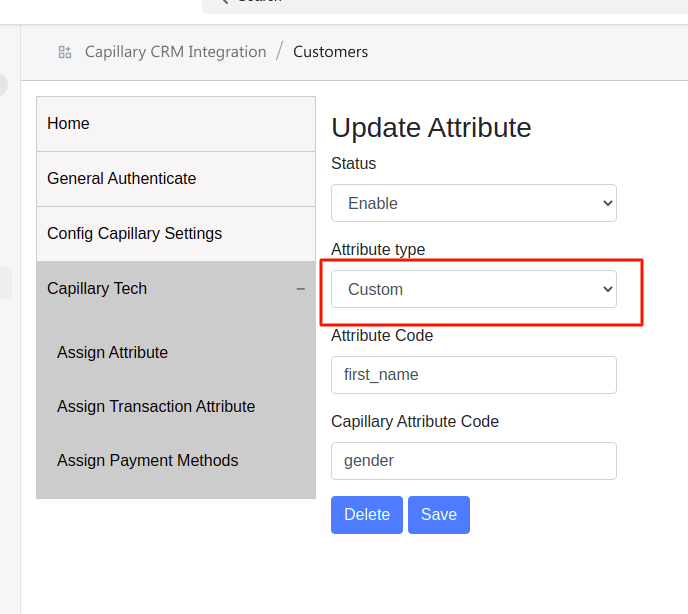 Capillary CRM Integration / Customers
Home
General Authenticate
Config Capillary Settings
Capillary Tech −
Assign Attribute
Assign Transaction Attribute
Assign Payment Methods
Update Attribute
Status
Enable
Attribute type
Custom
Attribute Code
first_name
Capillary Attribute Code
gender
Delete Save